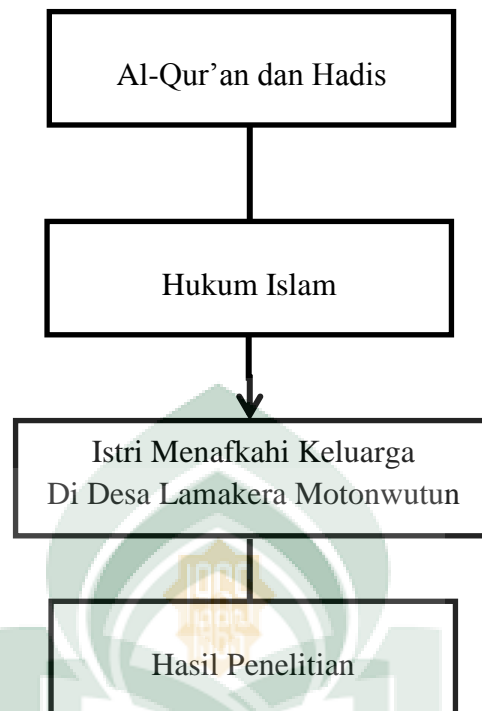 Al-Qur’an dan Hadis
Hukum Islam
Istri Menafkahi Keluarga
Di Desa Lamakera Motonwutun
Hasil Penelitian